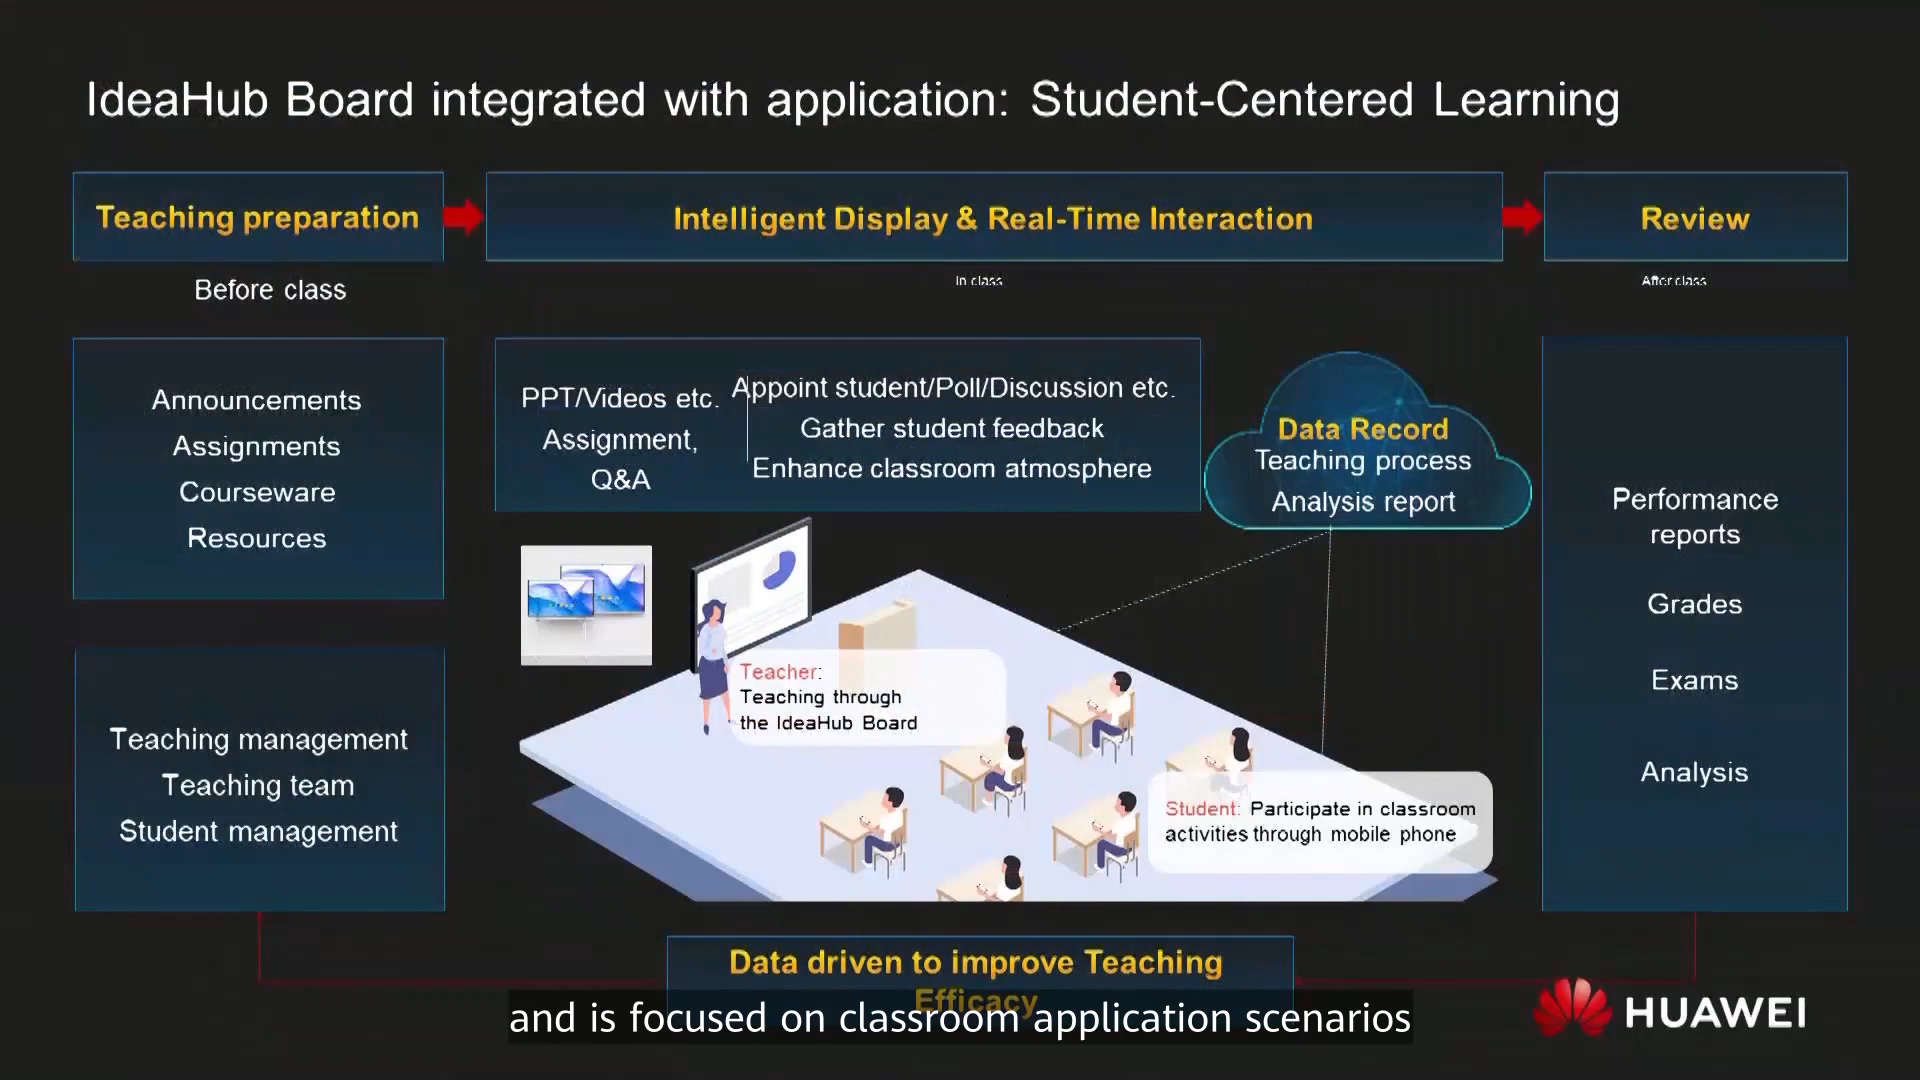 IdeaHub Board integrated with application: Student-Centered Learning
Teaching preparation
Intelligent Display & Real-Time Interaction
Review
Before class
In class
After class
Announcements
Assignments
Courseware
Resources
PPT/Videos etc.
Assignment,
Q&A
Appoint student/Poll/Discussion etc.
Gather student feedback
Enhance classroom atmosphere
Data Record
Teaching process
Analysis report
Performance
reports
Grades
Exams
Analysis
Teaching management
Teaching team
Student management
Teacher:
Teaching through
the IdeaHub Board
Student: Participate in classroom
activities through mobile phone
Data driven to improve Teaching
Efficacy
and is focused on classroom application scenarios
HUAWEI